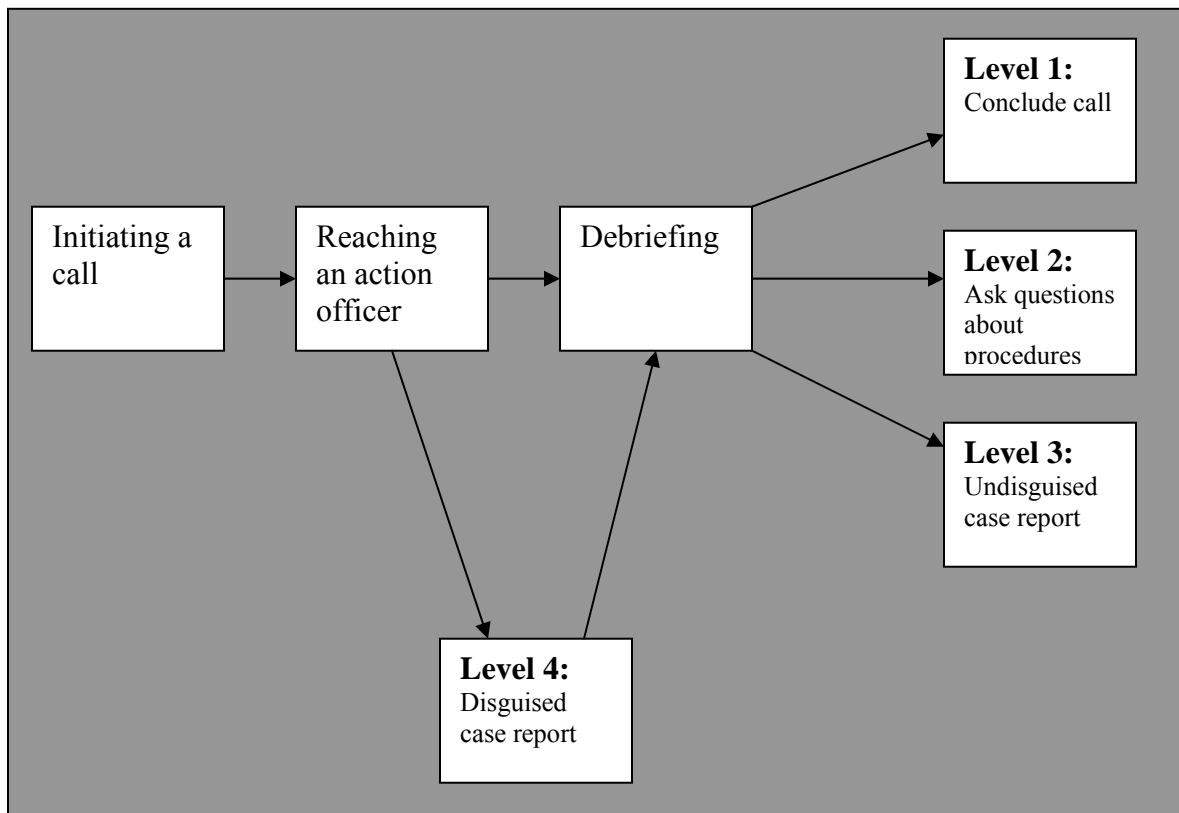 Initiating a
call
Reaching
an action
officer
Debriefing
Level 1:
Conclude call
Level 2:
Ask questions
about
procedures
Level 3:
Undisguised
case report
Level 4:
Disguised
case report